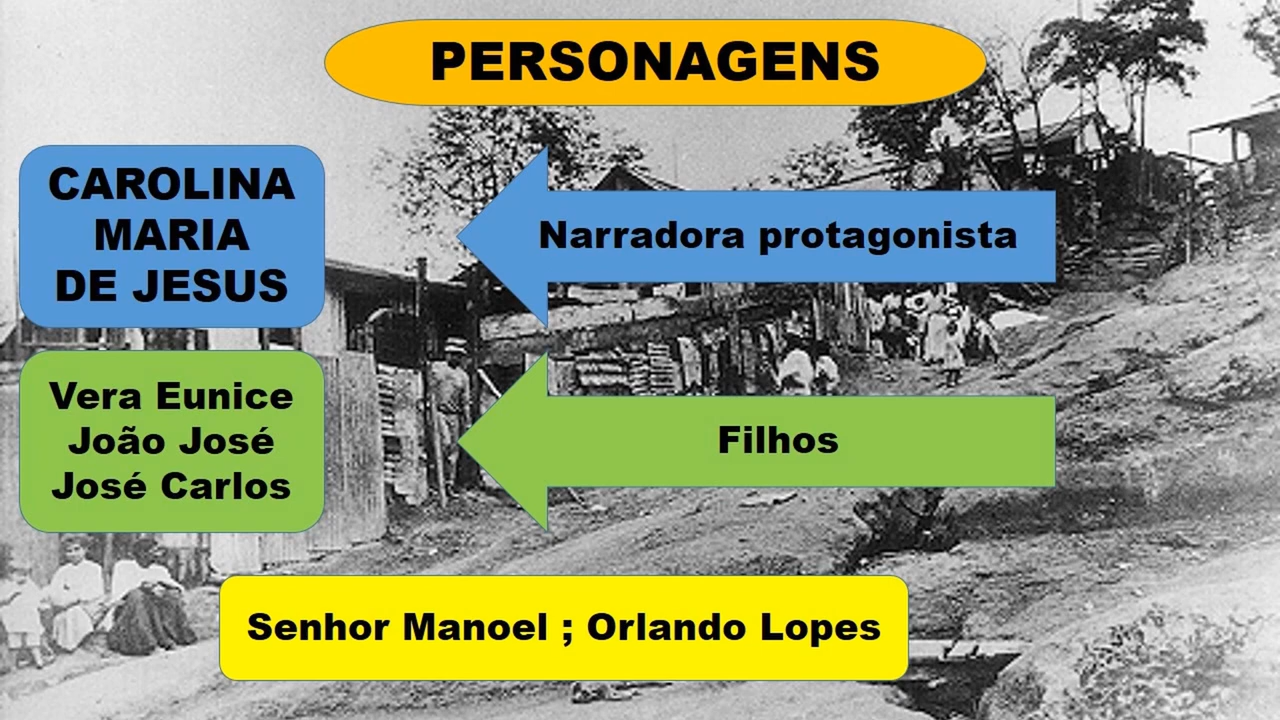 PERSONAGENS
CAROLINA
MARIA
DE JESUS
Narradora protagonista
Vera Eunice
João José
José Carlos
Filhos
Senhor Manoel ; Orlando Lopes